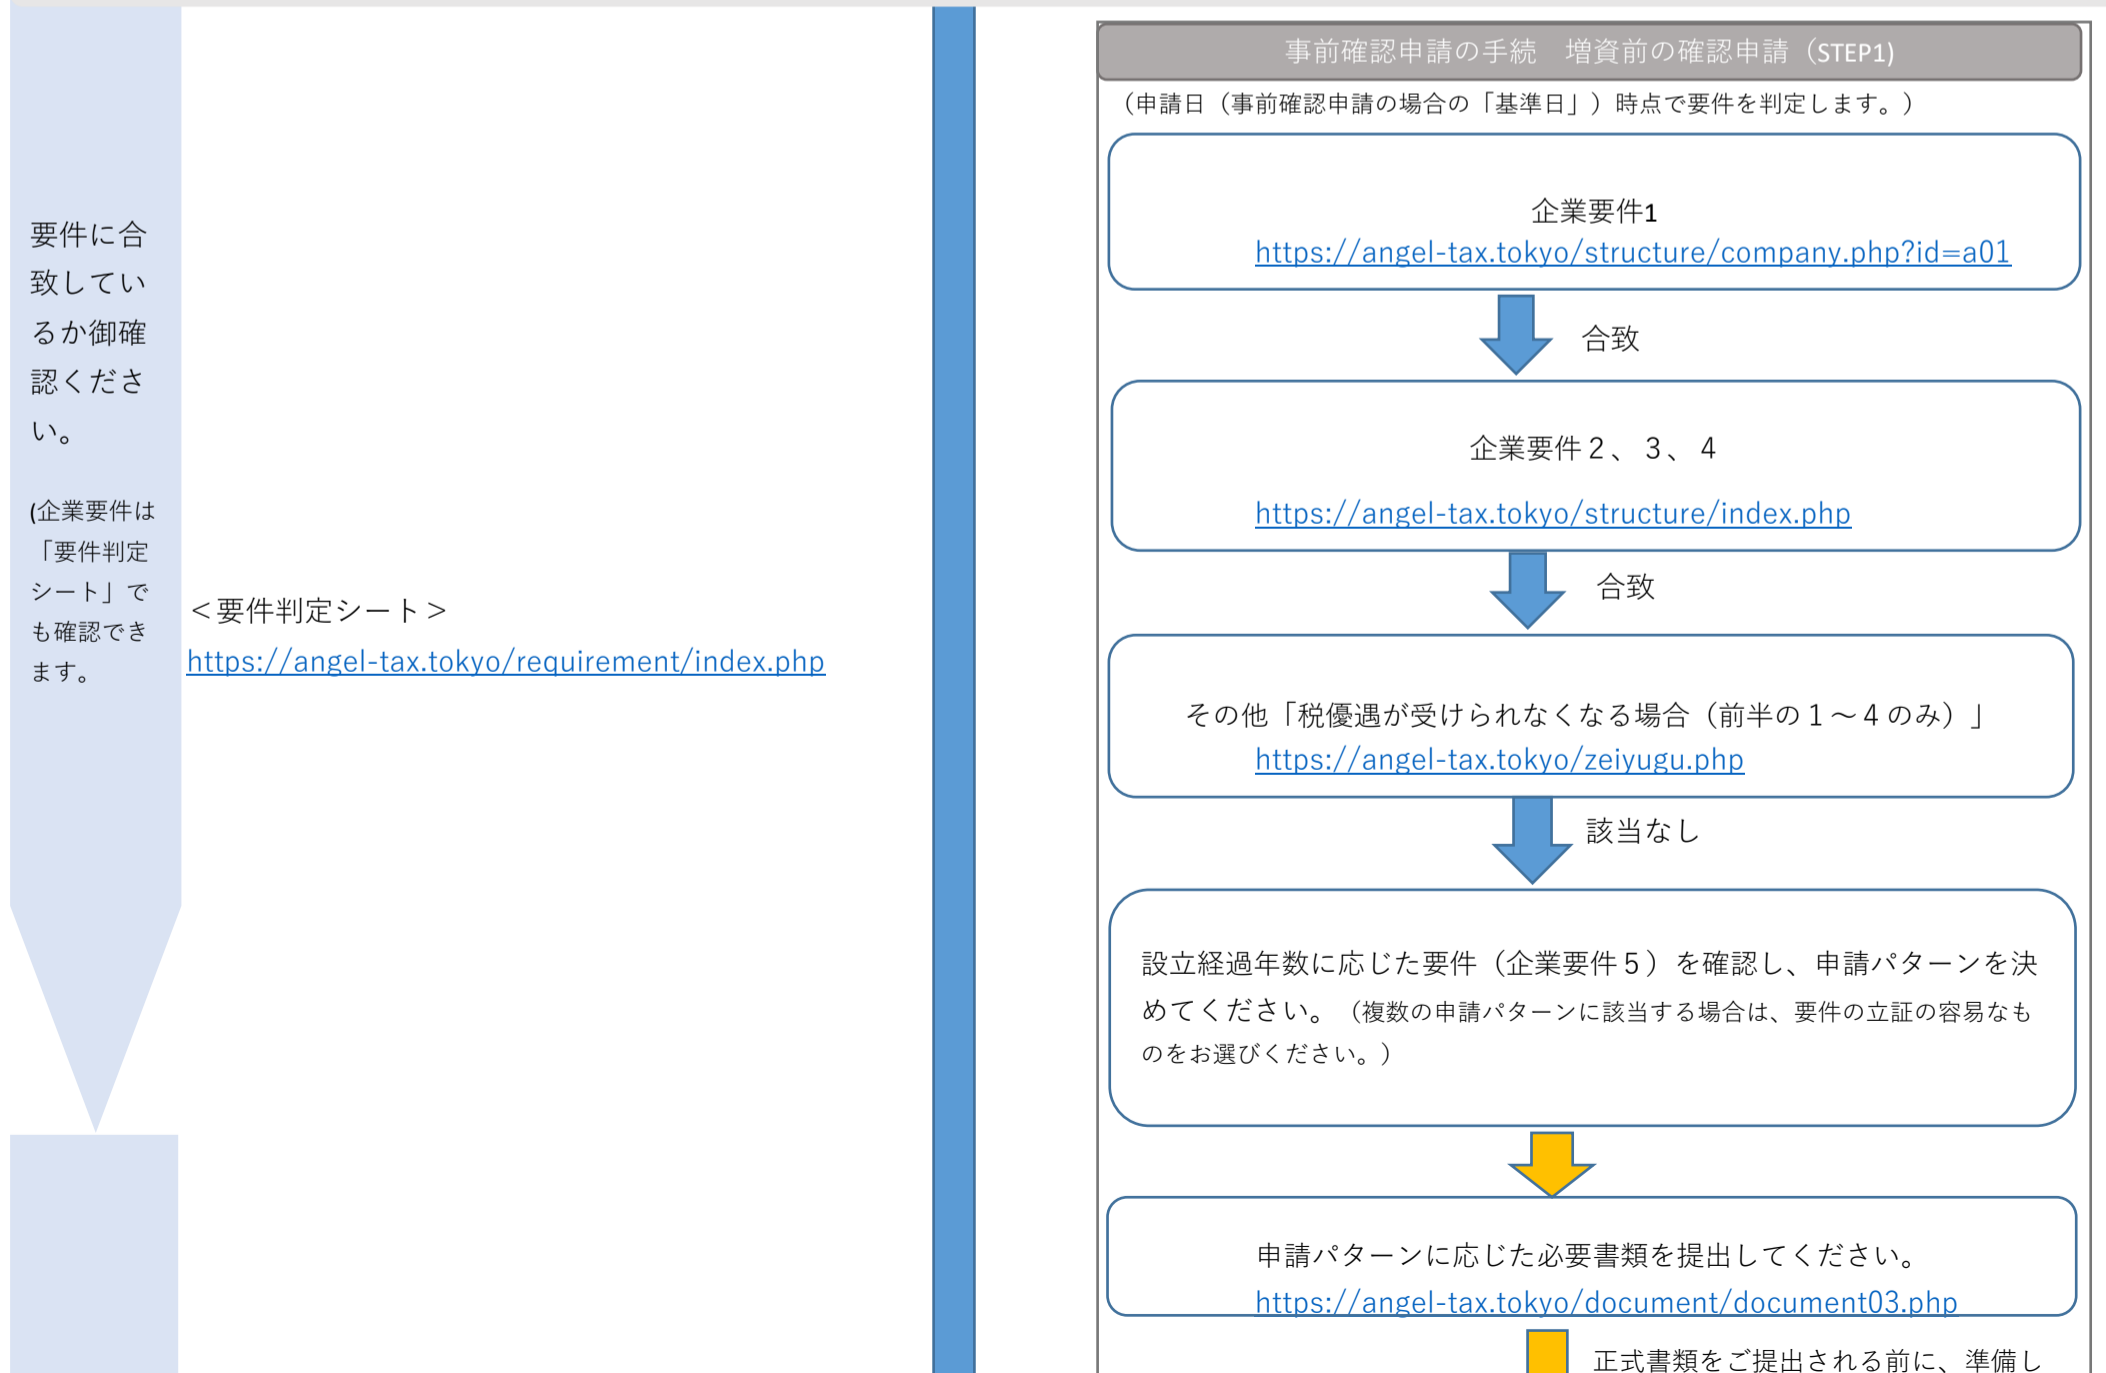 要件に合
致してい
るか御確
認くださ
い。
(企業要件は
「要件判定
シート」で
も確認でき
ます。
＜要件判定シート＞
https://angel-tax.tokyo/requirement/index.php
事前確認申請の手続　増資前の確認申請（STEP1)
（申請日（事前確認申請の場合の「基準日」）時点で要件を判定します。）
企業要件1
https://angel-tax.tokyo/structure/company.php?id=a01
合致
企業要件２、３、４
https://angel-tax.tokyo/structure/index.php
合致
その他「税優遇が受けられなくなる場合（前半の１～４のみ）」
https://angel-tax.tokyo/zeiyugu.php
該当なし
設立経過年数に応じた要件（企業要件５）を確認し、申請パターンを決
めてください。（複数の申請パターンに該当する場合は、要件の立証の容易なも
のをお選びください。）
申請パターンに応じた必要書類を提出してください。
https://angel-tax.tokyo/document/document03.php
正式書類をご提出される前に、準備し